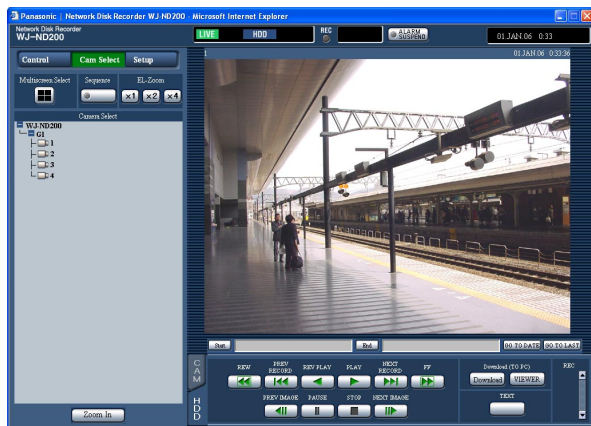 Panasonic | Network Disk Recorder WJ-ND200 - Microsoft Internet Explorer
Network Disk Recorder
WJ-ND200
LIVE
HDD
REC
ALARM SUSPEND
01.JAN.06 0:33
Control
Cam Select
Setup
1
01.JAN.06 0:33:36
Multiscreen Select
Sequence
EL-Zoom
x1
x2
x4
Camera Select
WJ-ND200
G1
1
2
3
4
Start
End
GO TO DATE
GO TO LAST
CAM
HDD
REW
PREV RECORD
REV PLAY
PLAY
NEXT RECORD
FF
PREV IMAGE
PAUSE
STOP
NEXT IMAGE
Download (TO PC)
Download
VIEWER
TEXT
REC
Zoom In